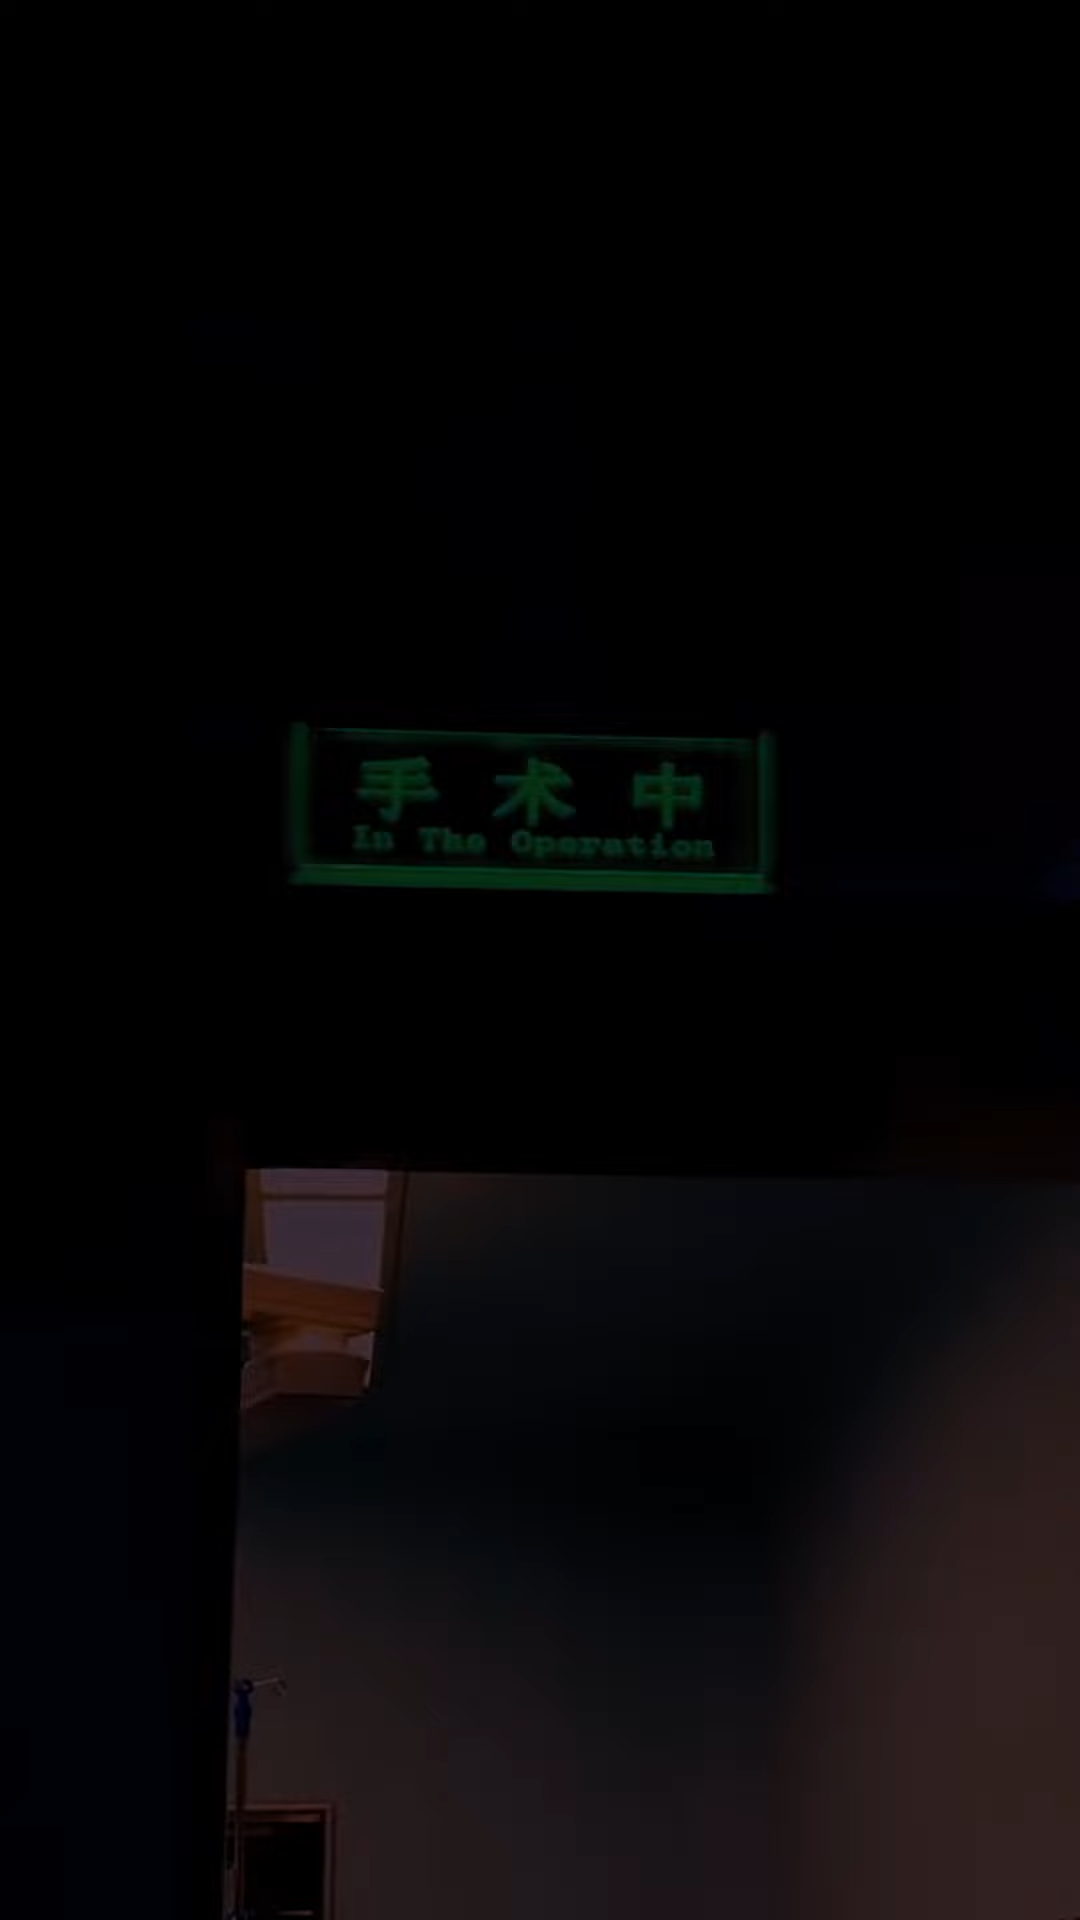 手术中
In The Operation